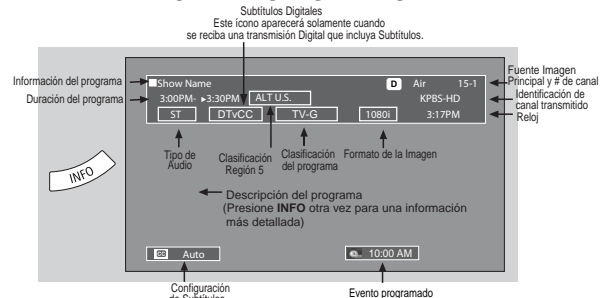 Subtítulos Digitales
Este ícono aparecerá solamente cuando
se reciba una transmisión Digital que incluya Subtítulos.
Información del programa
Duración del programa
Show Name
D Air 15-1
3:00PM- ▸3:30PM ALT U.S.
KPBS-HD
ST DTvCC TV-G 1080i 3:17PM
Fuente Imagen
Principal y # de canal
Identificación de
canal transmitido
Reloj
Tipo de
Audio
Clasificación
Región 5
Clasificación
del programa
Formato de la Imagen
INFO
Descripción del programa
(Presione INFO otra vez para una información
más detallada)
CC Auto
10:00 AM
Configuración
de Subtítulos
Evento programado